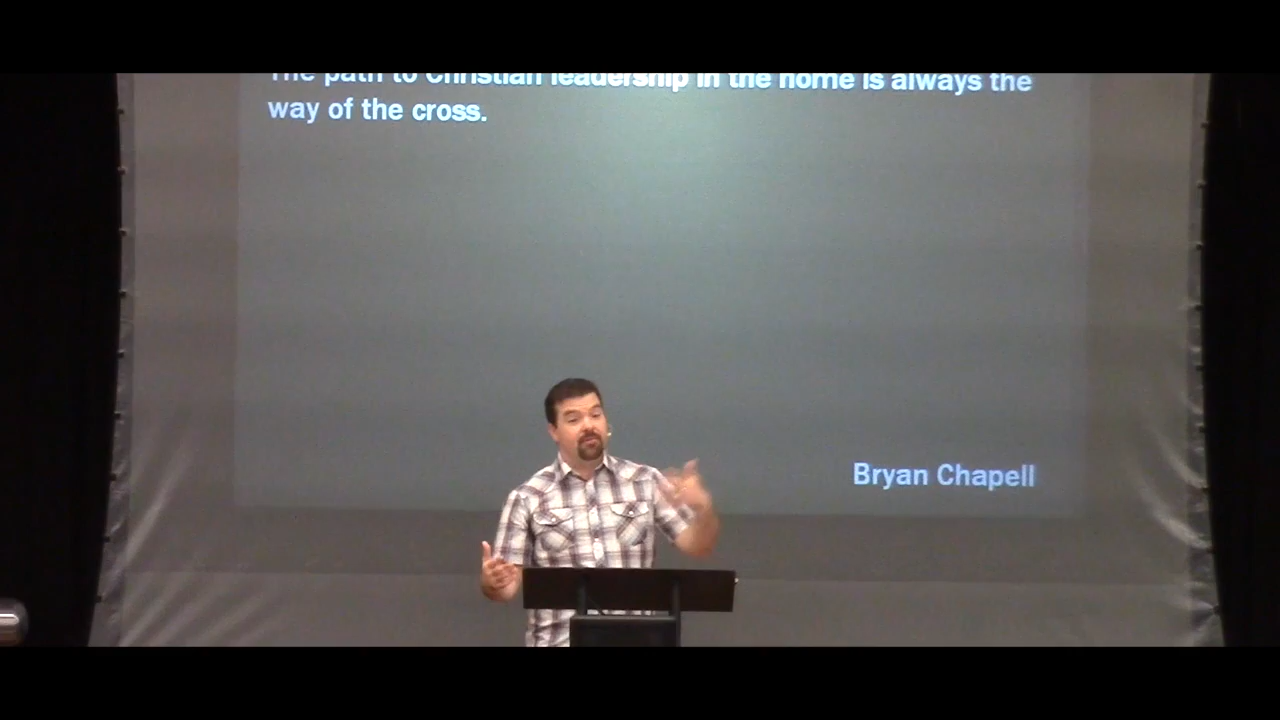 The path to Christian leadership in the home is always the
way of the cross.
Bryan Chapell